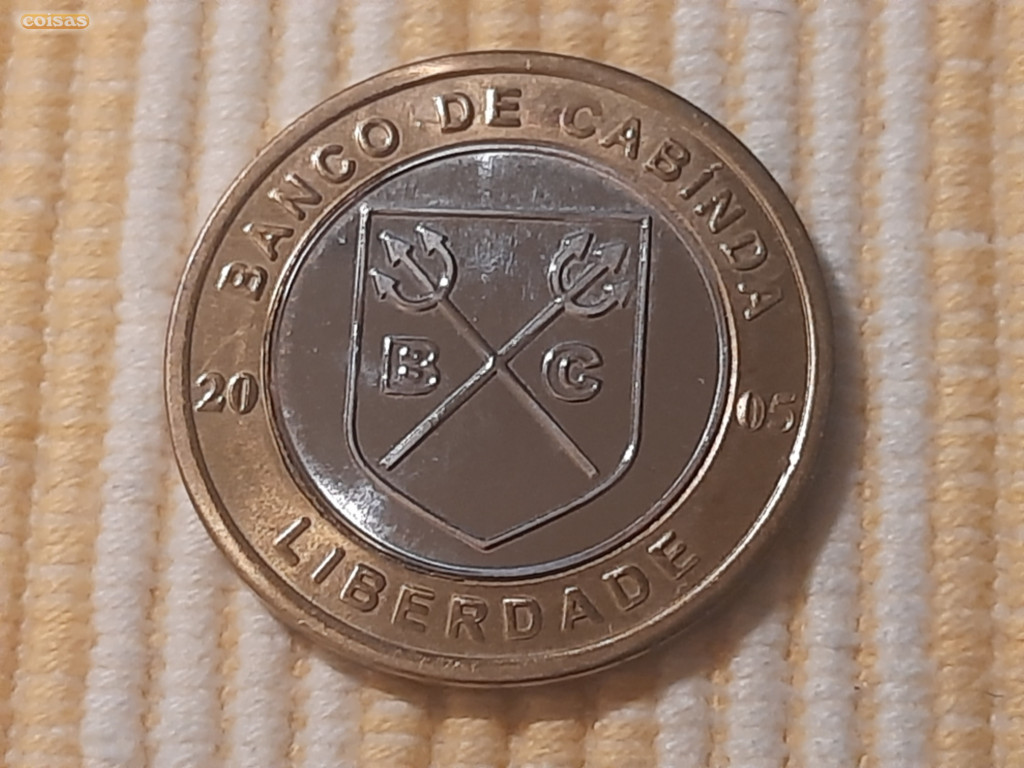 coisas
BANCO DE CABÍNDA
B C
20 05
LIBERDADE